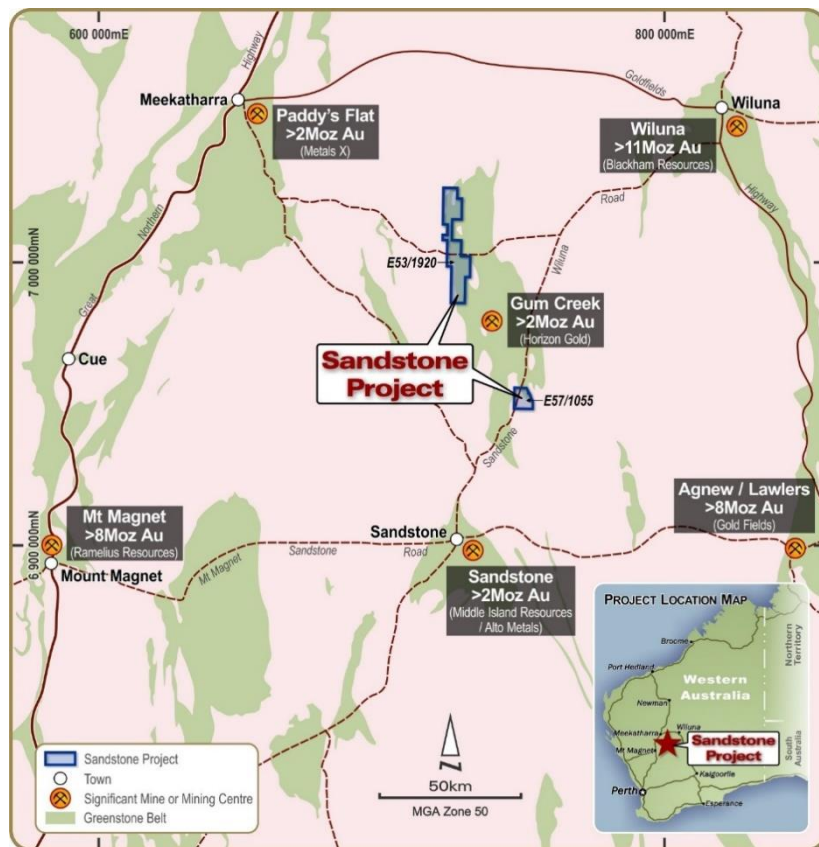 600 000mE
800 000mE
Highway
Meekatharra
Goldfields
Wiluna
Paddy's Flat
>2Moz Au
(Metals X)
Wiluna
>11Moz Au
(Blackham Resources)
Northern
Road
Highway
7 000 000mN
E53/1920
Wiluna
Gum Creek
>2Moz Au
(Horizon Gold)
Great
Sandstone
Project
Cue
E57/1055
Sandstone
Mt Magnet
>8Moz Au
(Ramelius Resources)
Agnew / Lawlers
>8Moz Au
(Gold Fields)
6 900 000mN
Sandstone
Mount Magnet
Mt Magnet
Sandstone
Road
Sandstone
>2Moz Au
(Middle Island Resources
/ Alto Metals)
PROJECT LOCATION MAP
Broome
Northern
Territory
Port Hedland
Western
Australia
Newman
Meekatharra
Wiluna
Mt Magnet
Sandstone
Project
South
Australia
Kalgoorlie
Perth
Esperance
Sandstone Project
Town
Significant Mine or Mining Centre
Greenstone Belt
N
50km
MGA Zone 50